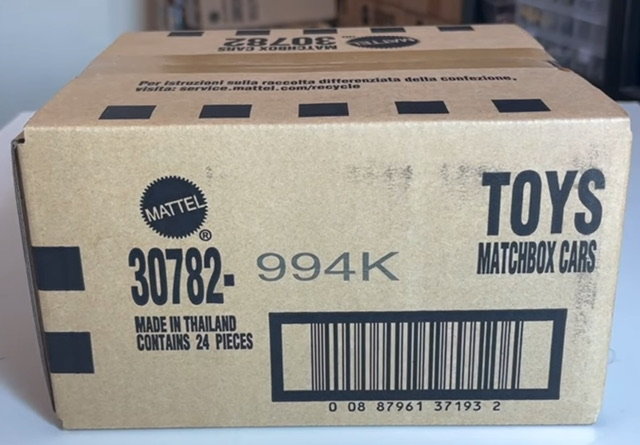 MATTEL
30782
MATCHBOX CARS
Per istruzioni sulla raccolta differenziata della confezione,
visita: service.mattel.com/recycle
MATTEL
®
TOYS
MATCHBOX CARS
30782- 994K
MADE IN THAILAND
CONTAINS 24 PIECES
0 08 87961 37193 2